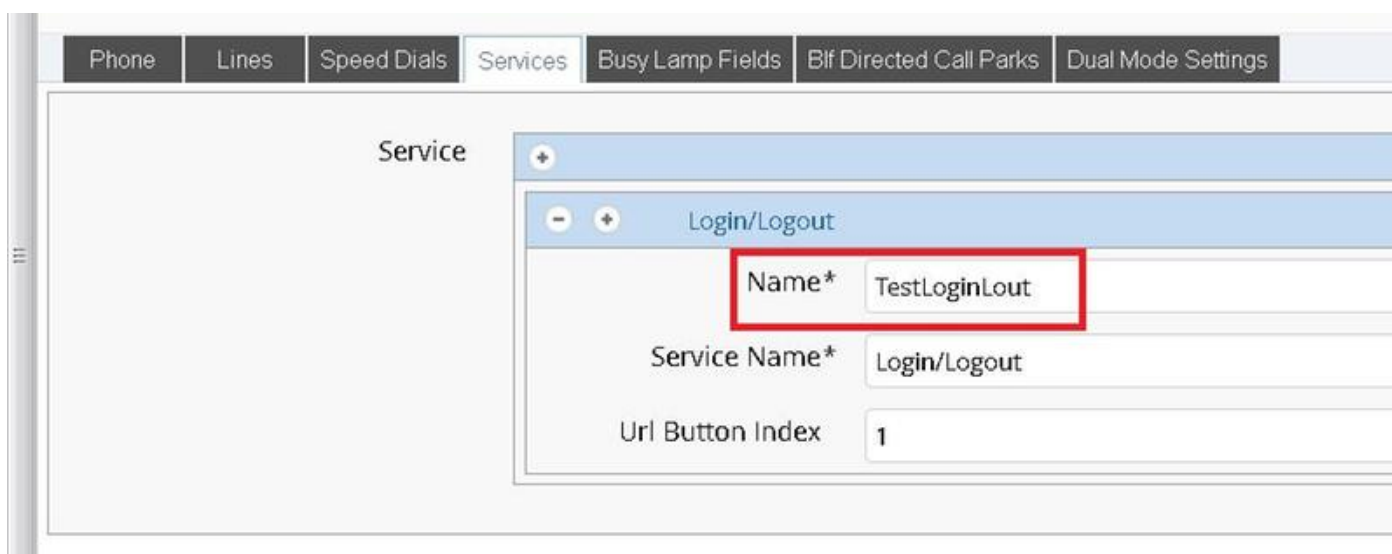 Phone Lines Speed Dials Services Busy Lamp Fields Blf Directed Call Parks Dual Mode Settings
Service
Login/Logout
Name* TestLoginLout
Service Name* Login/Logout
Url Button Index 1